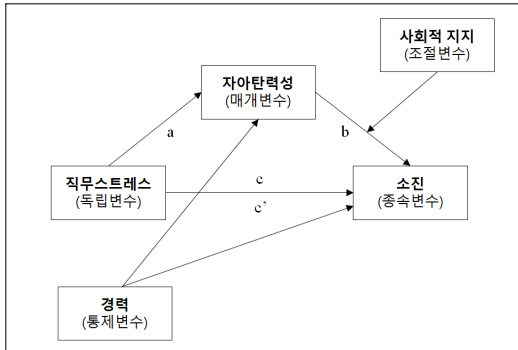 사회적 지지
(조절변수)
자아탄력성
(매개변수)
a
b
직무스트레스
(독립변수)
c
c’
소진
(종속변수)
경력
(통제변수)